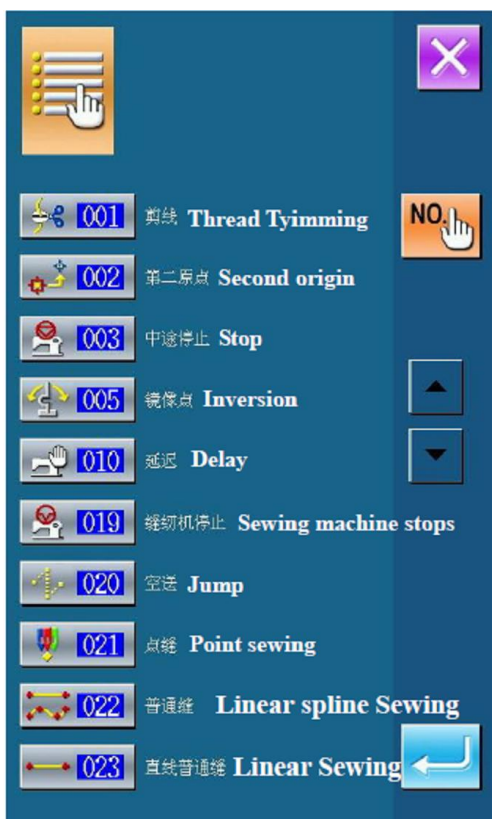 001 剪线 Thread Tyimming
NO.
002 第二原点 Second origin
003 中途停止 Stop
005 镜像点 Inversion
010 延迟 Delay
019 缝纫机停止 Sewing machine stops
020 空送 Jump
021 点缝 Point sewing
022 普通缝 Linear spline Sewing
023 直线普通缝 Linear Sewing